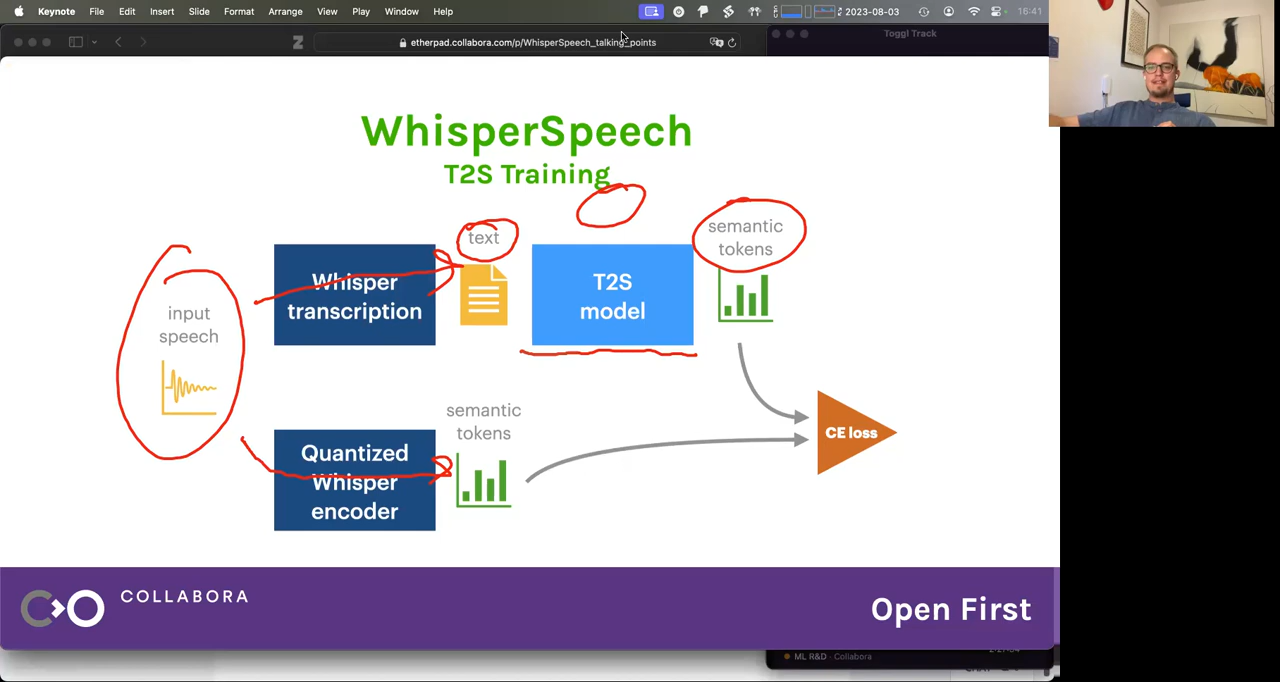 Keynote File Edit Insert Slide Format Arrange View Play Window Help 2023-08-03 16:41
etherpad.collabora.com/p/WhisperSpeech_talking_points
Toggl Track
WhisperSpeech
T2S Training
input
speech
Whisper
transcription
text
T2S
model
semantic
tokens
Quantized
Whisper
encoder
semantic
tokens
CE loss
COLLABORA
Open First
ML R&D · Collabora